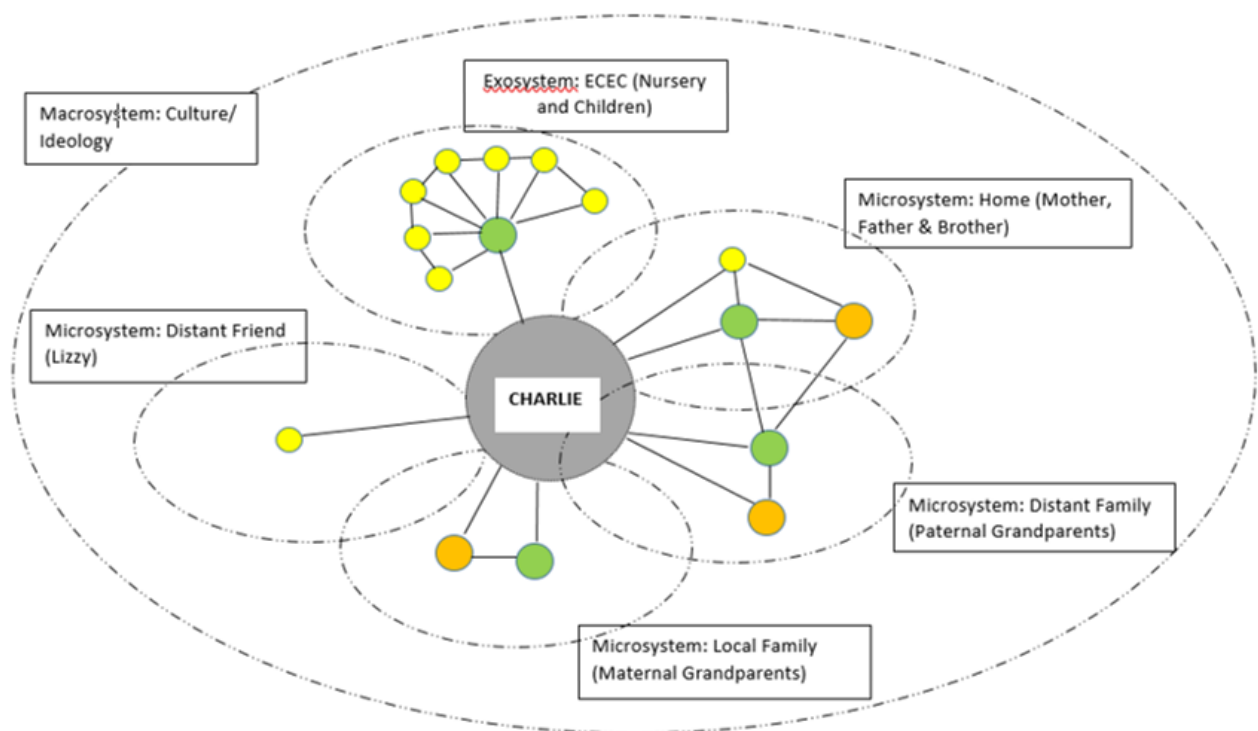 Exosystem: ECEC (Nursery
and Children)
Macrosystem: Culture/
Ideology
Microsystem: Home (Mother,
Father & Brother)
Microsystem: Distant Friend
(Lizzy)
CHARLIE
Microsystem: Distant Family
(Paternal Grandparents)
Microsystem: Local Family
(Maternal Grandparents)